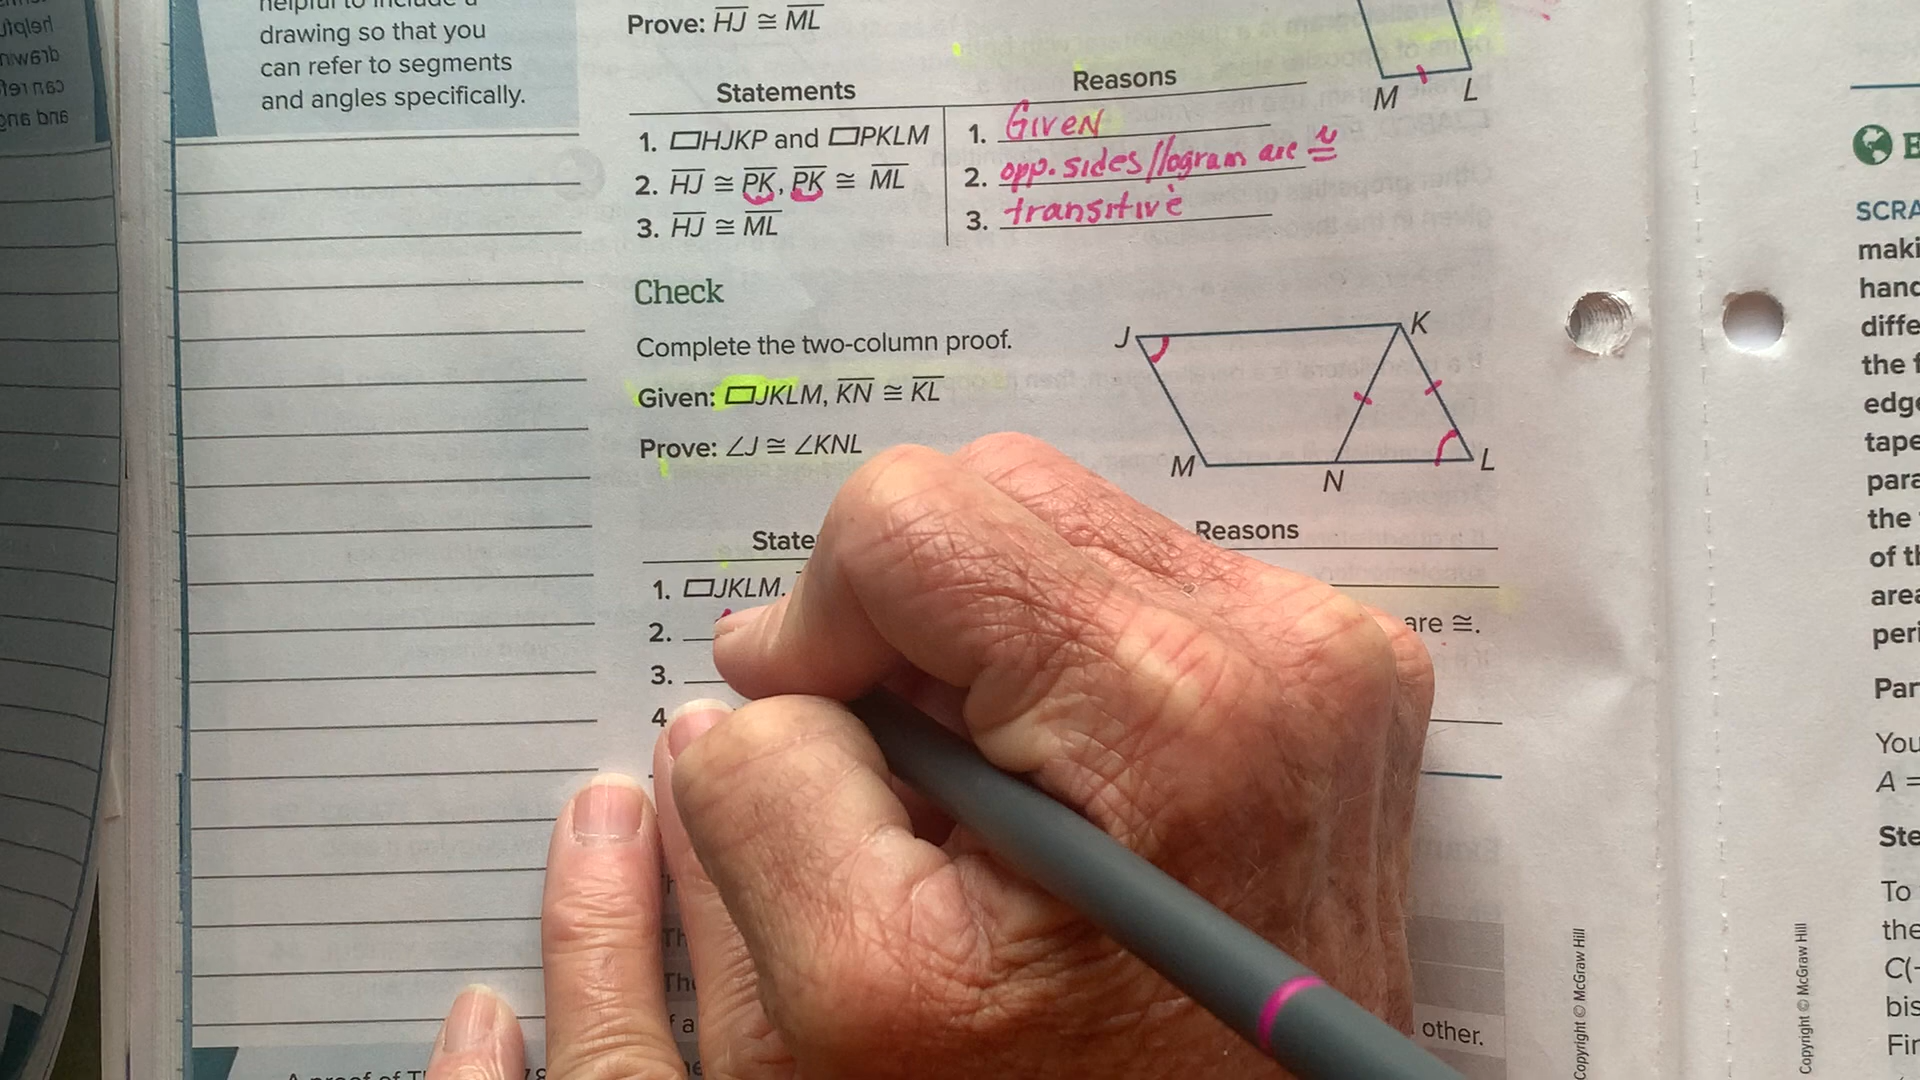 drawing so that you
can refer to segments
and angles specifically.
Prove: HJ ≅ ML
Statements
Reasons
1. ▱HJKP and ▱PKLM
1. Given
2. HJ ≅ PK, PK ≅ ML
2. opp. sides //logram are ≅
3. HJ ≅ ML
3. transitive
M L
Check
Complete the two-column proof.
Given: ▱JKLM, KN ≅ KL
Prove: ∠J ≅ ∠KNL
J K
M N L
State
Reasons
1. ▱JKLM.
2.
are ≅.
3.
4
other.
Copyright © McGraw Hill
SCRA
maki
hand
diffe
the f
edge
tape
para
the
of th
area
peri
Par
You
A =
Ste
To
the
C(-
bis
Fir
Copyright © McGraw Hill